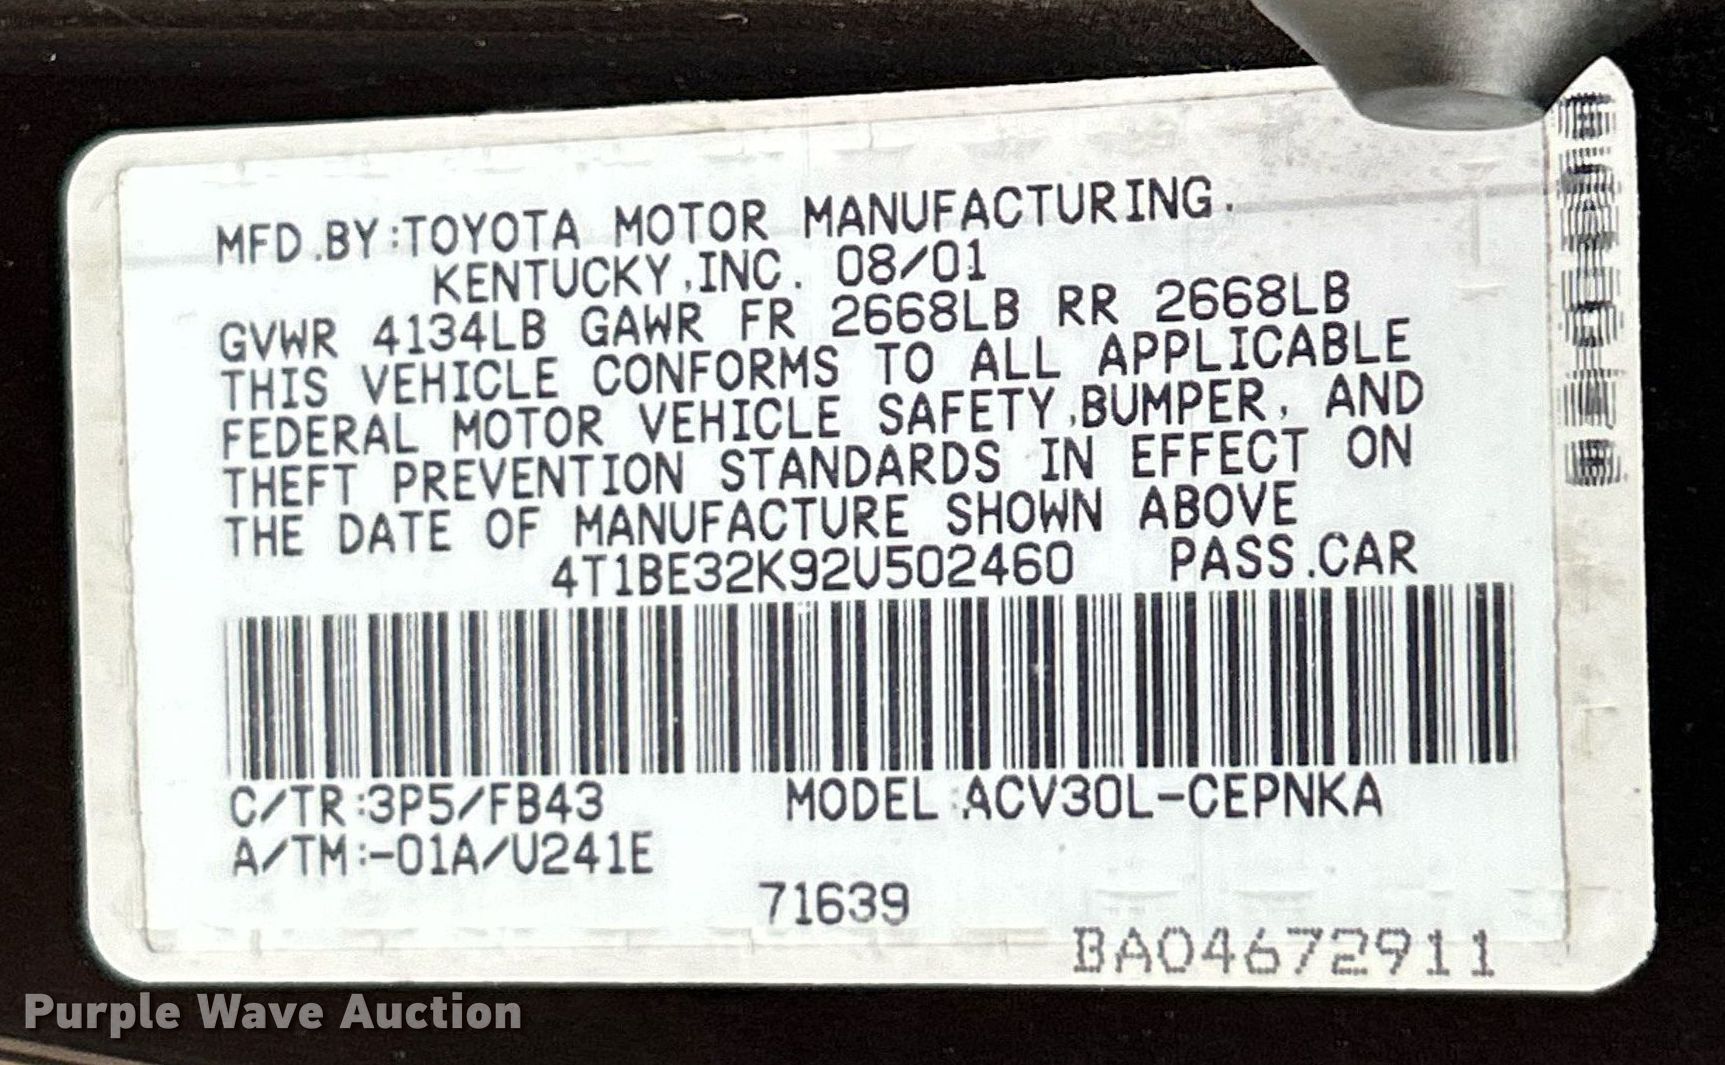 MFD.BY:TOYOTA MOTOR MANUFACTURING.
KENTUCKY,INC. 08/01
GVWR 4134LB GAWR FR 2668LB RR 2668LB
THIS VEHICLE CONFORMS TO ALL APPLICABLE
FEDERAL MOTOR VEHICLE SAFETY,BUMPER, AND
THEFT PREVENTION STANDARDS IN EFFECT ON
THE DATE OF MANUFACTURE SHOWN ABOVE
4T1BE32K92U502460 PASS.CAR
C/TR:3P5/FB43 MODEL:ACV30L-CEPNKA
A/TM:-01A/U241E
71639
BA04672911
Purple Wave Auction